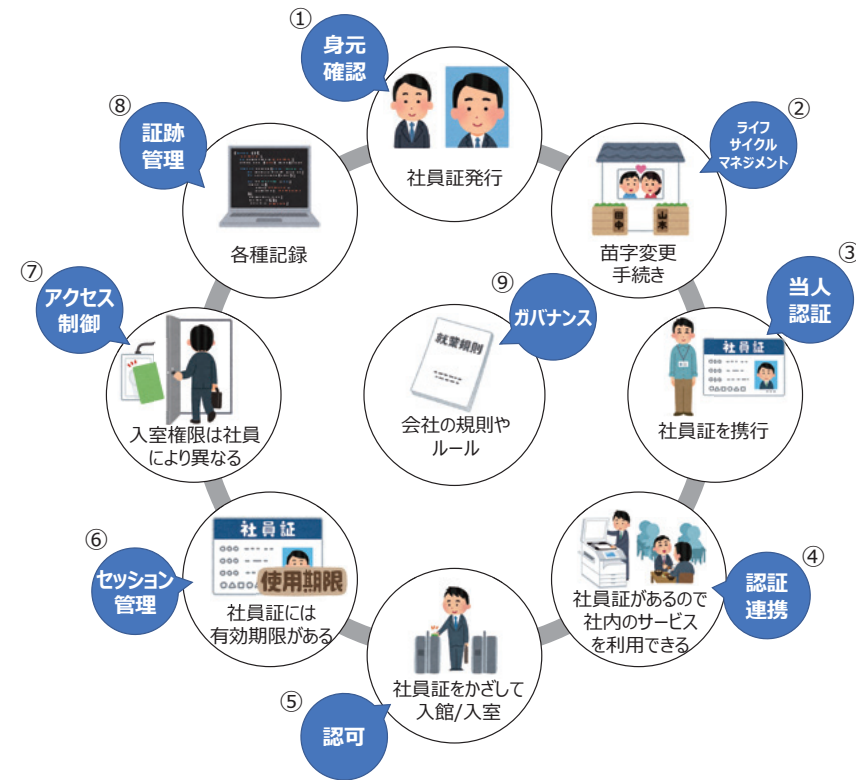 ①
身元
確認
社員証発行
②
ライフ
サイクル
マネジメント
田中
山本
苗字変更
手続き
③
当人
認証
社員証
社員証を携行
④
認証
連携
社員証があるので
社内のサービス
を利用できる
⑤
認可
社員証をかざして
入館/入室
⑥
セッション
管理
社員証
使用期限
社員証には
有効期限がある
⑦
アクセス
制御
入室権限は社員
により異なる
⑧
証跡
管理
各種記録
⑨
ガバナンス
就業規則
会社の規則や
ルール